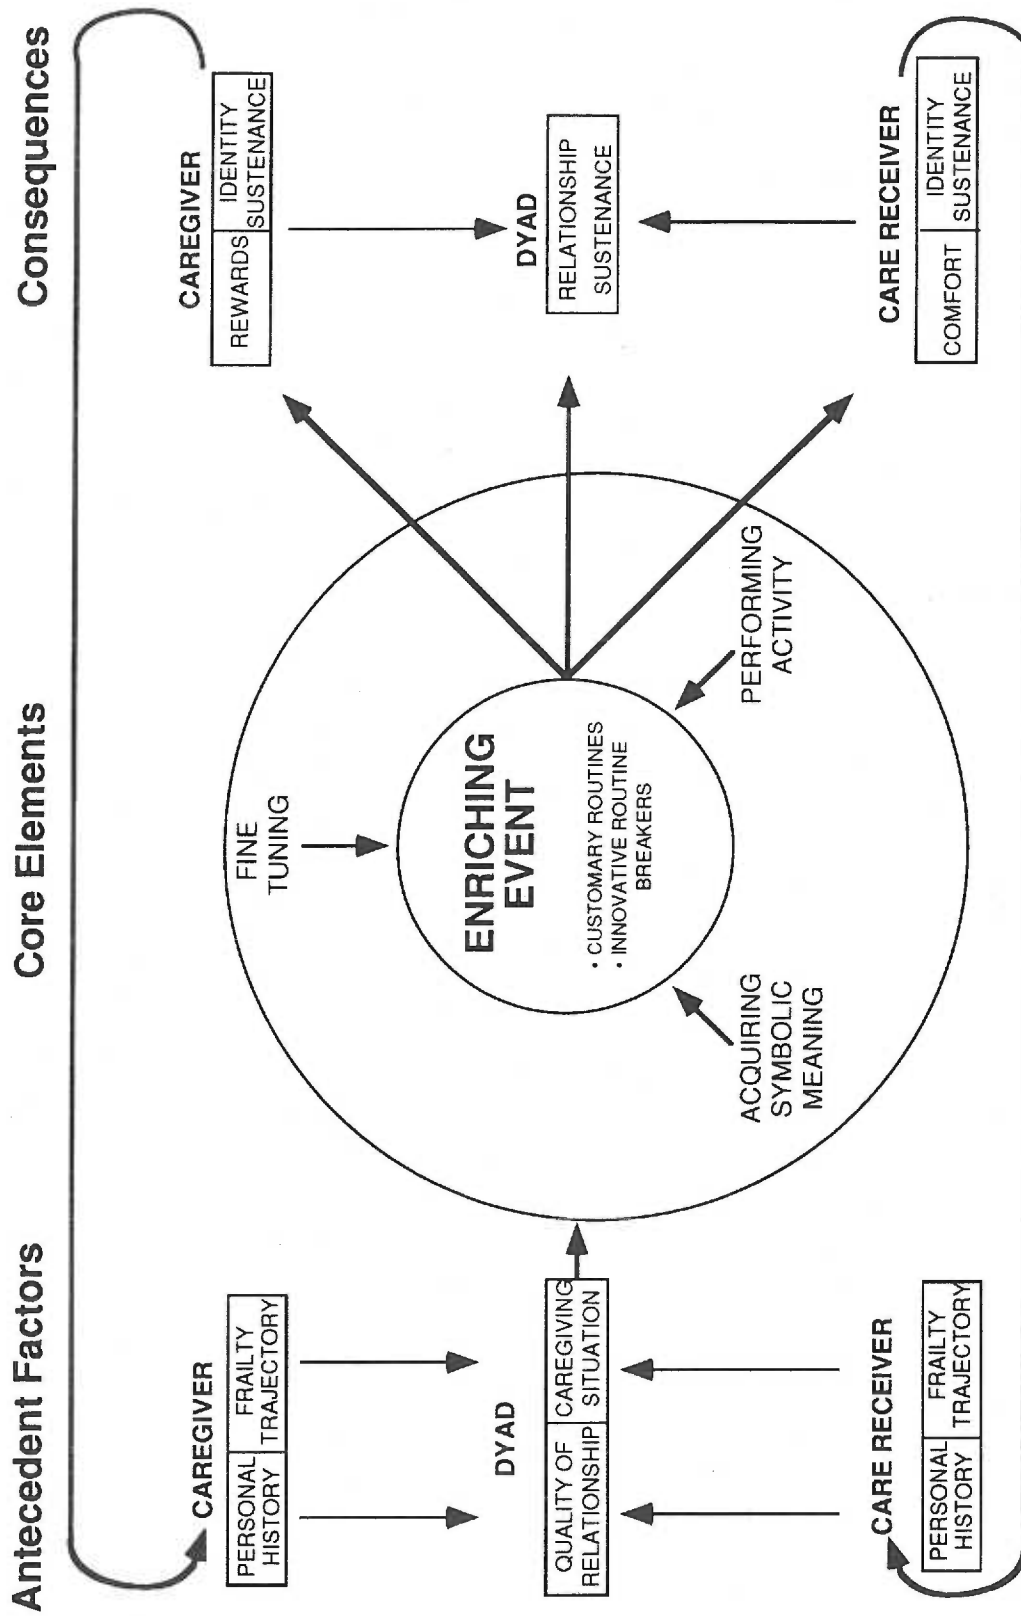 Antecedent Factors
Core Elements
Consequences
CAREGIVER
PERSONAL
HISTORY
FRAILTY
TRAJECTORY
DYAD
QUALITY OF
RELATIONSHIP
CAREGIVING
SITUATION
CARE RECEIVER
PERSONAL
HISTORY
FRAILTY
TRAJECTORY
FINE
TUNING
ENRICHING
EVENT
· CUSTOMARY ROUTINES
· INNOVATIVE ROUTINE
BREAKERS
ACQUIRING
SYMBOLIC
MEANING
PERFORMING
ACTIVITY
CAREGIVER
REWARDS
IDENTITY
SUSTENANCE
DYAD
RELATIONSHIP
SUSTENANCE
CARE RECEIVER
COMFORT
IDENTITY
SUSTENANCE